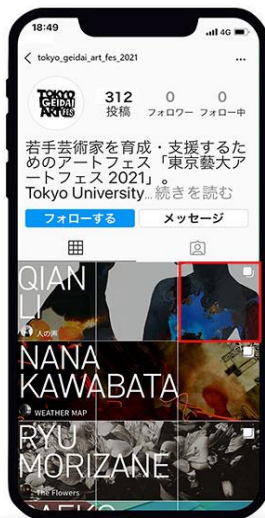 18:49
4G
tokyo_geidai_art_fes_2021
TOKYO
GEIDAI
ART FES
312
投稿
0
フォロワー
0
フォロー中
若手芸術家を育成・支援するた
めのアートフェス「東京藝大ア
ートフェス 2021」。
Tokyo University...続きを読む
フォローする
メッセージ
QIAN
LI
人の声
NANA
KAWABATA
WEATHER MAP
RYU
MORIZANE
The Flowers